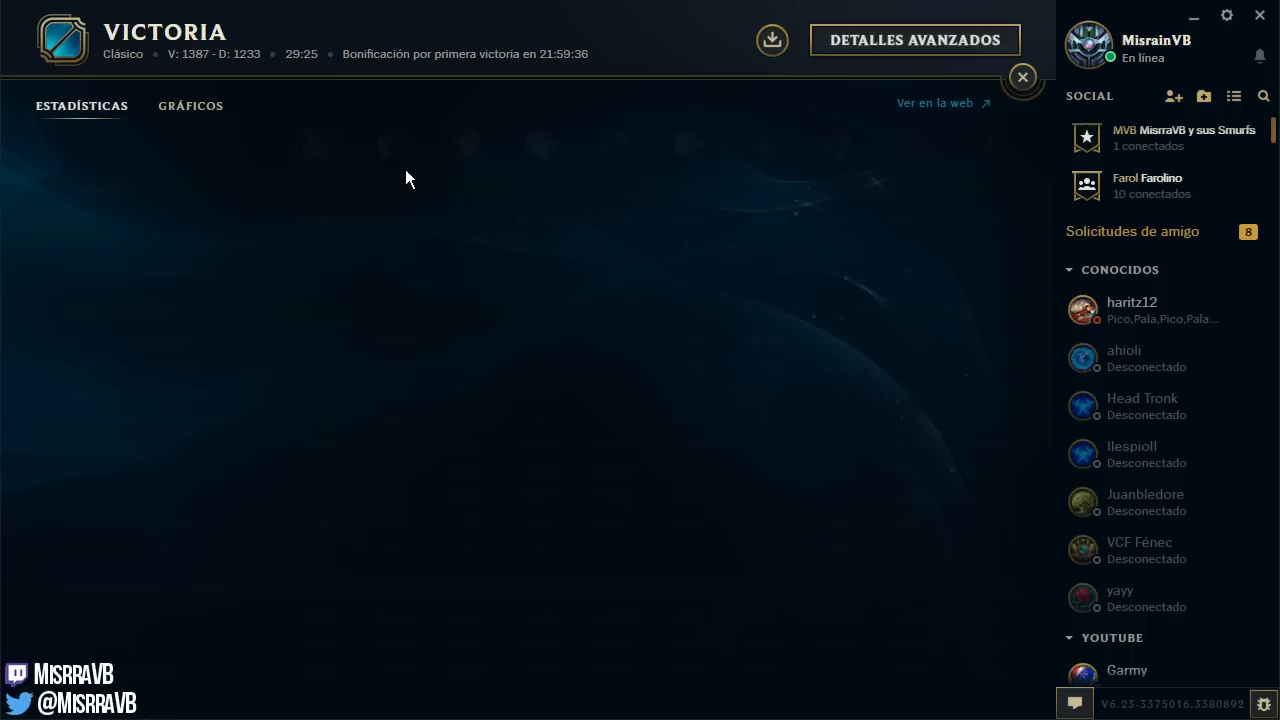 VICTORIA
Clásico • V: 1387 - D: 1233 • 29:25 • Bonificación por primera victoria en 21:59:36
DETALLES AVANZADOS
ESTADÍSTICAS
GRÁFICOS
Ver en la web
MisrainVB
En línea
SOCIAL
MVB MisrraVB y sus Smurfs
1 conectados
Farol Farolino
10 conectados
Solicitudes de amigo 8
CONOCIDOS
haritz12
Pico,Pala,Pico,Pala...
ahioli
Desconectado
Head Tronk
Desconectado
llespioll
Desconectado
Juanbledore
Desconectado
VCF Fénec
Desconectado
yayy
Desconectado
YOUTUBE
Garmy
V6.23-3375016.3380892
MISRRAVB
@MISRRAVB